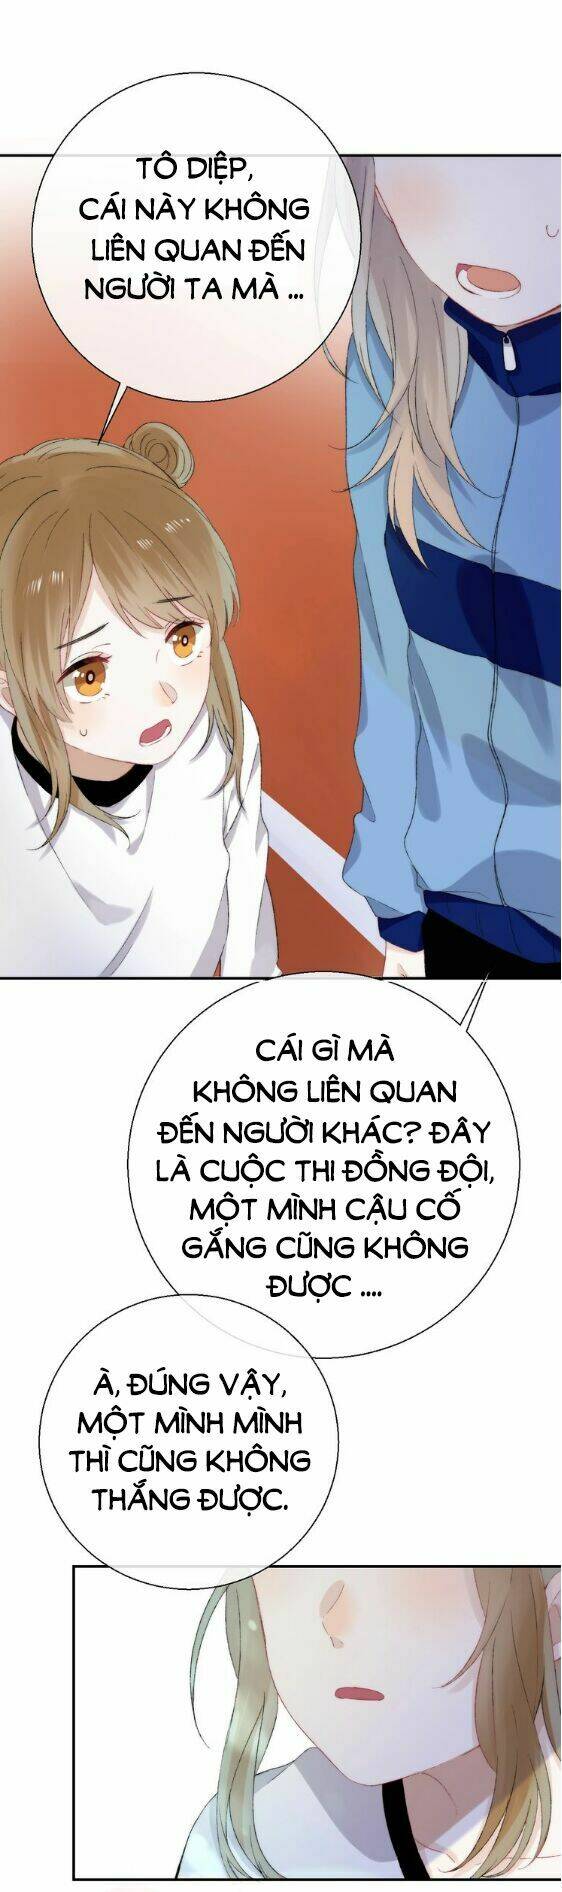 TÔ DIỆP,
CÁI NÀY KHÔNG
LIÊN QUAN ĐẾN
NGƯỜI TA MÀ ...
CÁI GÌ MÀ
KHÔNG LIÊN QUAN
ĐẾN NGƯỜI KHÁC? ĐÂY
LÀ CUỘC THI ĐỒNG ĐỘI,
MỘT MÌNH CẬU CỐ
GẮNG CŨNG KHÔNG
ĐƯỢC ....
À, ĐÚNG VẬY,
MỘT MÌNH MÌNH
THÌ CŨNG KHÔNG
THẮNG ĐƯỢC.